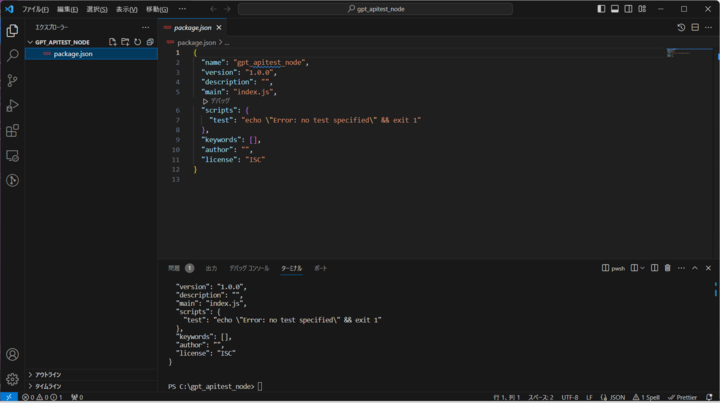 ファイル(F) 編集(E) 選択(S) 表示(V) 移動(G) … gpt_apitest_node
エクスプローラー …
GPT_APITEST_NODE
package.json
アウトライン
タイムライン
package.json ×
package.json > ...
1 {
2 "name": "gpt_apitest_node",
3 "version": "1.0.0",
4 "description": "",
5 "main": "index.js",
デバッグ
6 "scripts": {
7 "test": "echo \"Error: no test specified\" && exit 1"
8 },
9 "keywords": [],
10 "author": "",
11 "license": "ISC"
12 }
13
問題 1 出力 デバッグ コンソール ターミナル ポート pwsh
"version": "1.0.0",
"description": "",
"main": "index.js",
"scripts": {
"test": "echo \"Error: no test specified\" && exit 1"
},
"keywords": [],
"author": "",
"license": "ISC"
}
PS C:\gpt_apitest_node>
0 0 1 0 行 1、列 1 スペース: 2 UTF-8 LF {} JSON 1 Spell Prettier